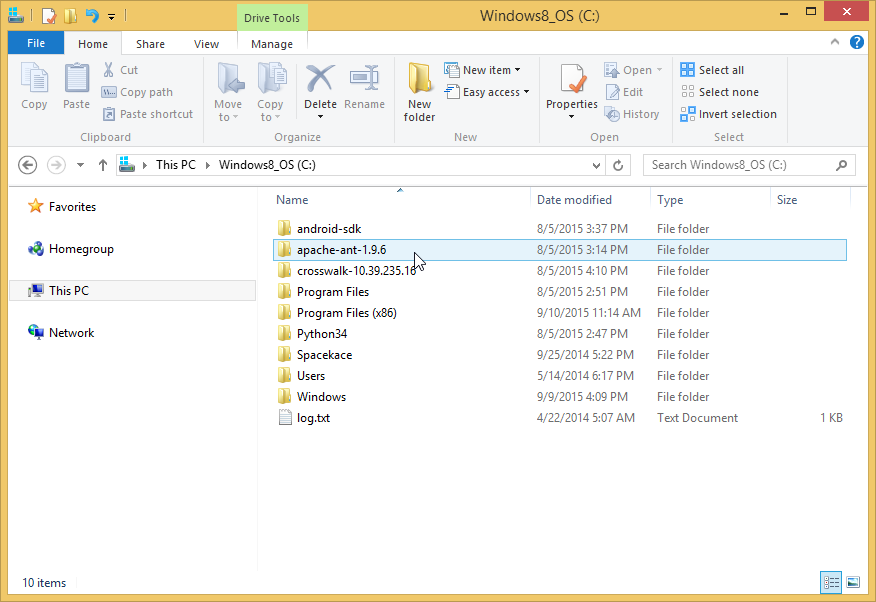 Drive Tools
Windows8_OS (C:)
File Home Share View Manage
Copy
Paste
Cut
Copy path
Paste shortcut
Clipboard
Move to
Copy to
Delete
Rename
Organize
New folder
New item
Easy access
New
Properties
Open
Edit
History
Open
Select all
Select none
Invert selection
Select
This PC Windows8_OS (C:)
Search Windows8_OS (C:)
Favorites
Homegroup
This PC
Network
Name Date modified Type Size
android-sdk 8/5/2015 3:37 PM File folder
apache-ant-1.9.6 8/5/2015 3:14 PM File folder
crosswalk-10.39.235.16 8/5/2015 4:10 PM File folder
Program Files 8/5/2015 2:51 PM File folder
Program Files (x86) 9/10/2015 11:14 AM File folder
Python34 8/5/2015 2:47 PM File folder
Spacekace 9/25/2014 5:22 PM File folder
Users 5/14/2014 6:17 PM File folder
Windows 9/9/2015 4:09 PM File folder
log.txt 4/22/2014 5:07 AM Text Document 1 KB
10 items